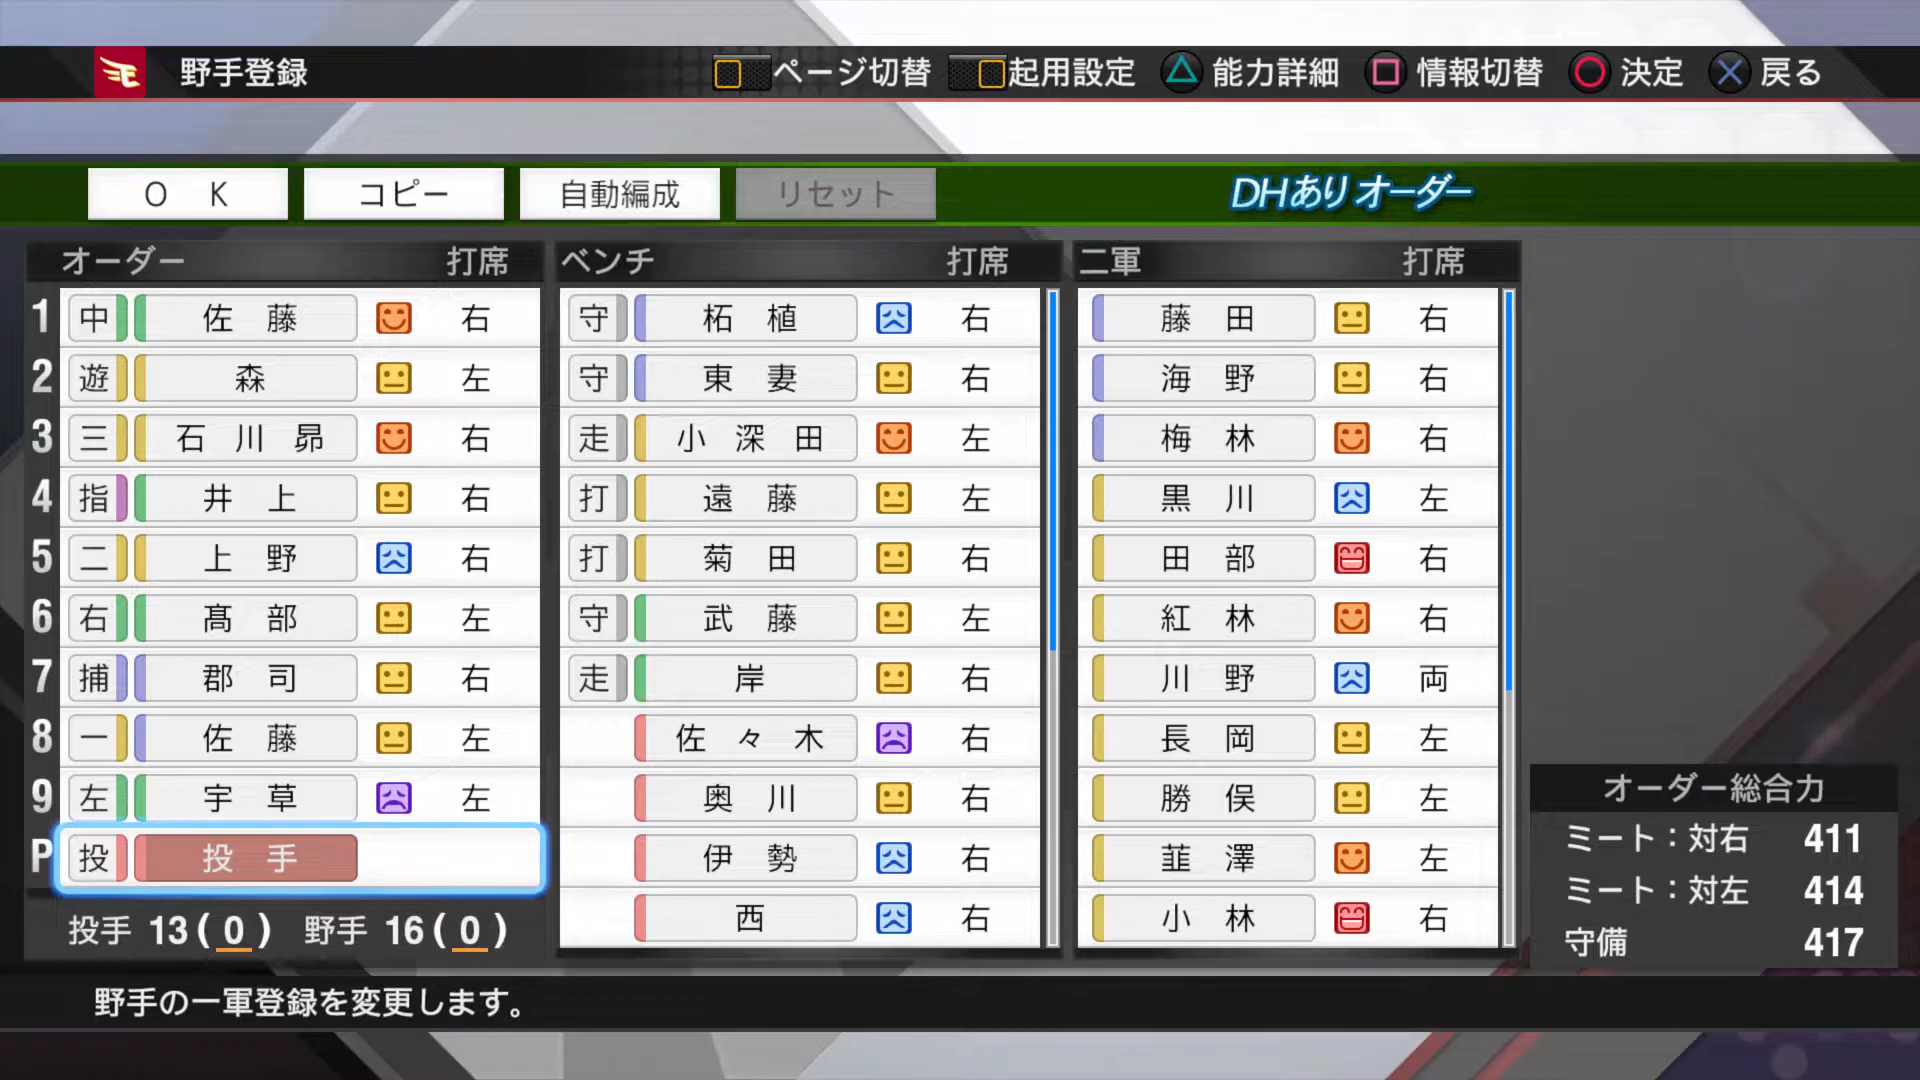 野手登録 ページ切替 起用設定 能力詳細 情報切替 決定 戻る
OK コピー 自動編成 リセット DHありオーダー
オーダー 打席 ベンチ 打席 二軍 打席
1 中 佐藤 右 守 柘植 右 藤田 右
2 遊 森 左 守 東妻 右 海野 右
3 三 石川昴 右 走 小深田 左 梅林 右
4 指 井上 右 打 遠藤 左 黒川 左
5 二 上野 右 打 菊田 右 田部 右
6 右 髙部 左 守 武藤 左 紅林 右
7 捕 郡司 右 走 岸 右 川野 両
8 一 佐藤 左 佐々木 右 長岡 左
9 左 宇草 左 奥川 右 勝俣 左
P 投 投手 伊勢 右 韮澤 左
西 右 小林 右
投手 13(0) 野手 16(0)
オーダー総合力
ミート:対右 411
ミート:対左 414
守備 417
野手の一軍登録を変更します。